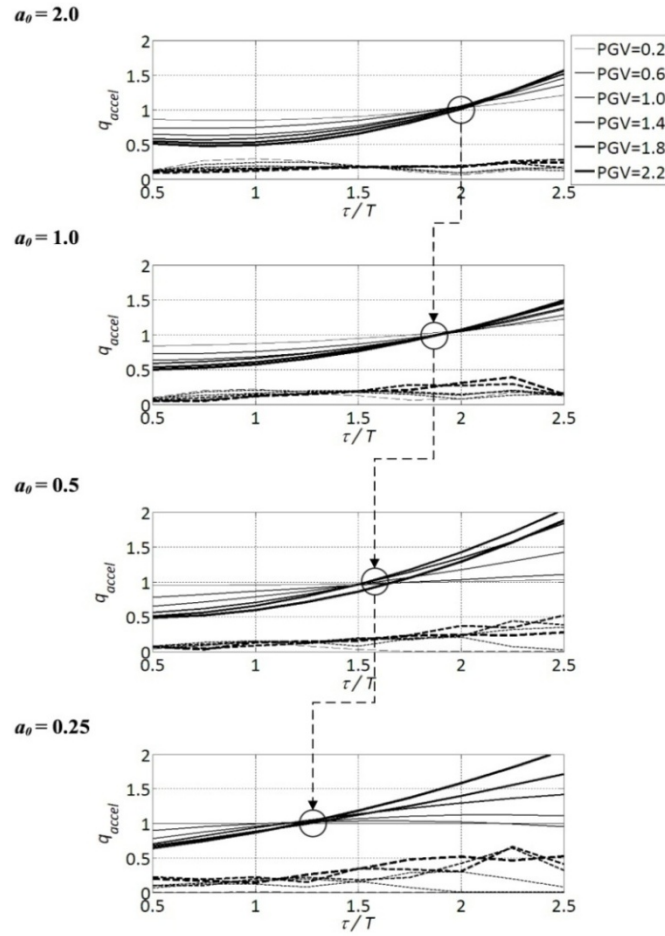 a₀ = 2.0
2
1.5
1
0.5
0
q_accel
0.5 1 1.5 2 2.5
τ/T
PGV=0.2
PGV=0.6
PGV=1.0
PGV=1.4
PGV=1.8
PGV=2.2
a₀ = 1.0
2
1.5
1
0.5
0
q_accel
0.5 1 1.5 2 2.5
τ/T
a₀ = 0.5
2
1.5
1
0.5
0
q_accel
0.5 1 1.5 2 2.5
τ/T
a₀ = 0.25
2
1.5
1
0.5
0
q_accel
0.5 1 1.5 2 2.5
τ/T